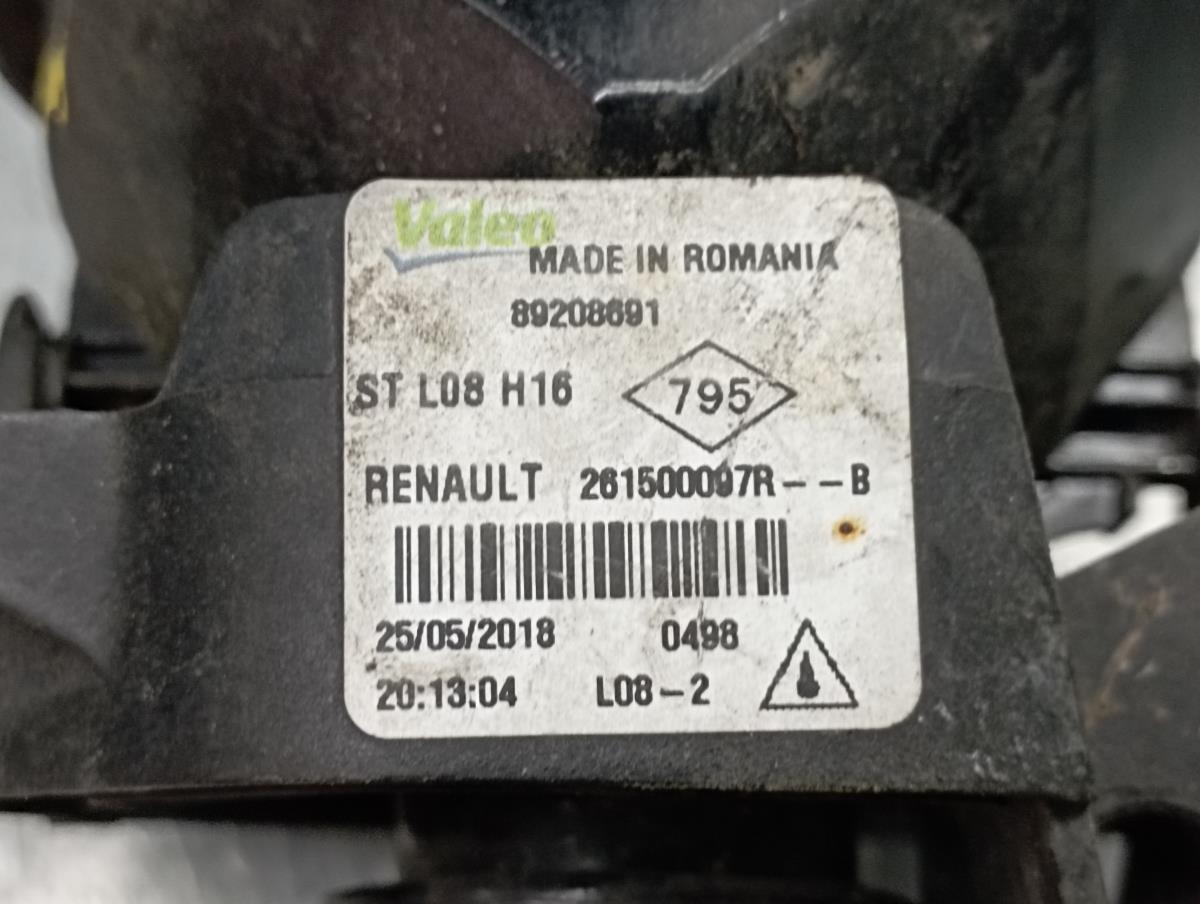 Valeo
MADE IN ROMANIA
89208691
ST L08 H16
795
RENAULT 261500097R--B
25/05/2018 0498
20:13:04 L08-2